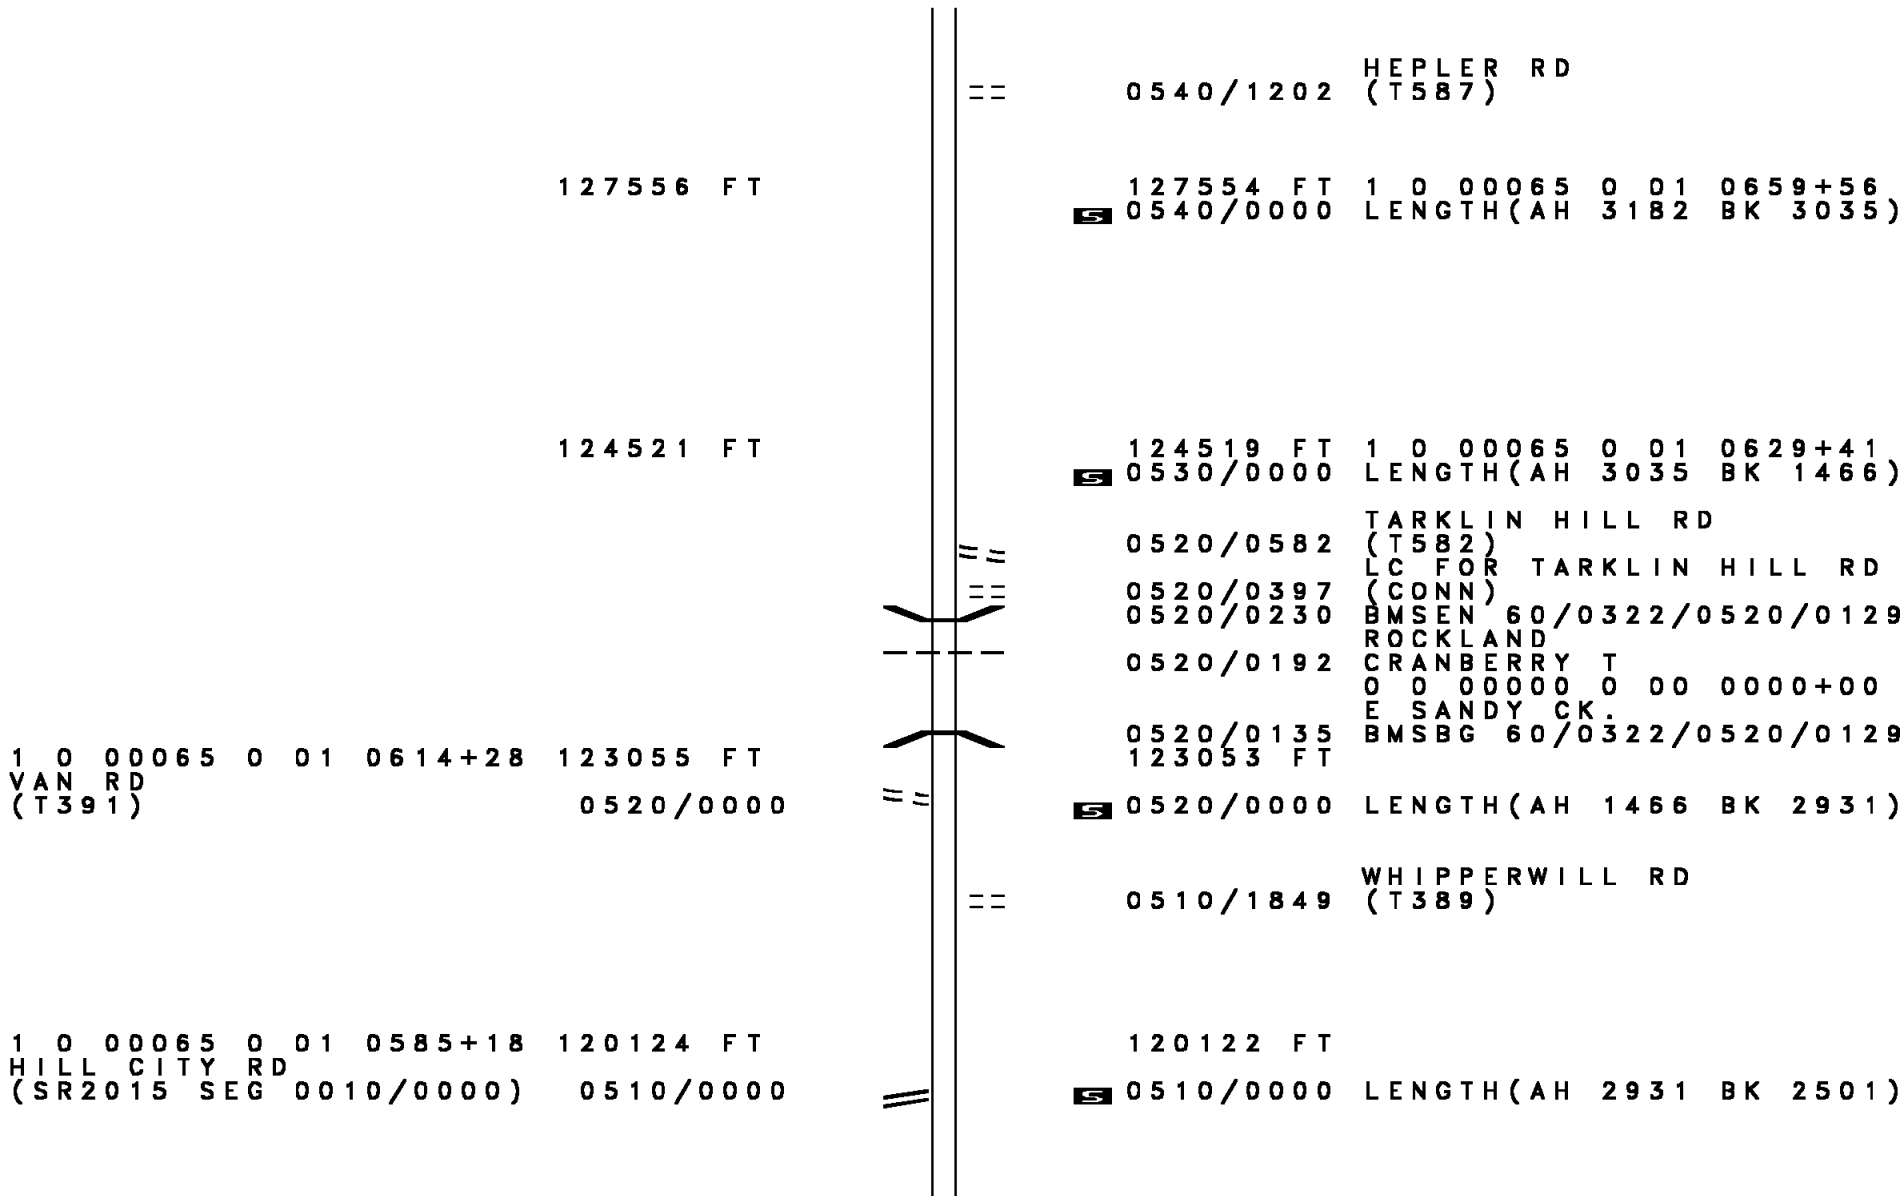 HEPLER RD
0540/1202 (T587)
127556 FT 127554 FT 1 0 00065 0 01 0659+56
S 0540/0000 LENGTH(AH 3182 BK 3035)
124521 FT 124519 FT 1 0 00065 0 01 0629+41
S 0530/0000 LENGTH(AH 3035 BK 1466)
TARKLIN HILL RD
0520/0582 (T582)
LC FOR TARKLIN HILL RD
0520/0397 (CONN)
0520/0230 BMSEN 60/0322/0520/0129
ROCKLAND
0520/0192 CRANBERRY T
0 0 00000 0 00 0000+00
E SANDY CK.
0520/0135 BMSBG 60/0322/0520/0129
1 0 00065 0 01 0614+28 123055 FT 123053 FT
VAN RD
(T391) 0520/0000 S 0520/0000 LENGTH(AH 1466 BK 2931)
WHIPPERWILL RD
0510/1849 (T389)
1 0 00065 0 01 0585+18 120124 FT 120122 FT
HILL CITY RD
(SR2015 SEG 0010/0000) 0510/0000 S 0510/0000 LENGTH(AH 2931 BK 2501)